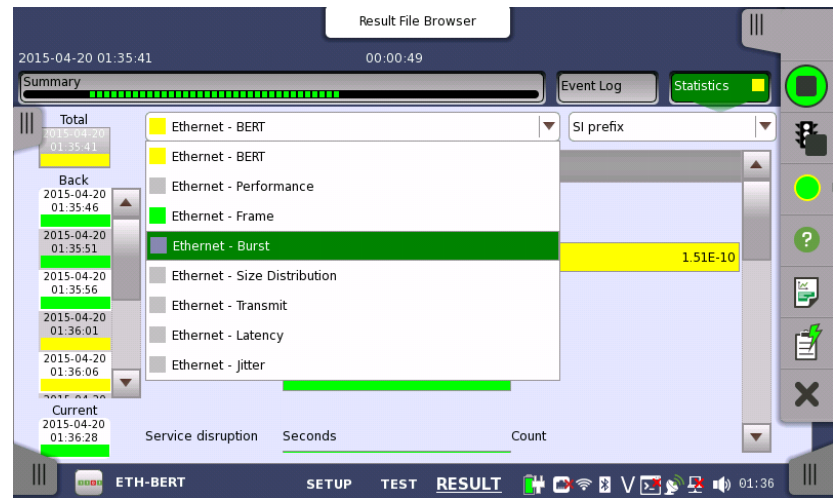 Result File Browser
2015-04-20 01:35:41 00:00:49
Summary
Event Log
Statistics
Total
2015-04-20
01:35:41
Ethernet - BERT
SI prefix
Back
2015-04-20
01:35:46
2015-04-20
01:35:51
2015-04-20
01:35:56
2015-04-20
01:36:01
2015-04-20
01:36:06
Ethernet - BERT
Ethernet - Performance
Ethernet - Frame
Ethernet - Burst
Ethernet - Size Distribution
Ethernet - Transmit
Ethernet - Latency
Ethernet - Jitter
1.51E-10
Current
2015-04-20
01:36:28
Service disruption Seconds Count
ETH-BERT SETUP TEST RESULT V 01:36